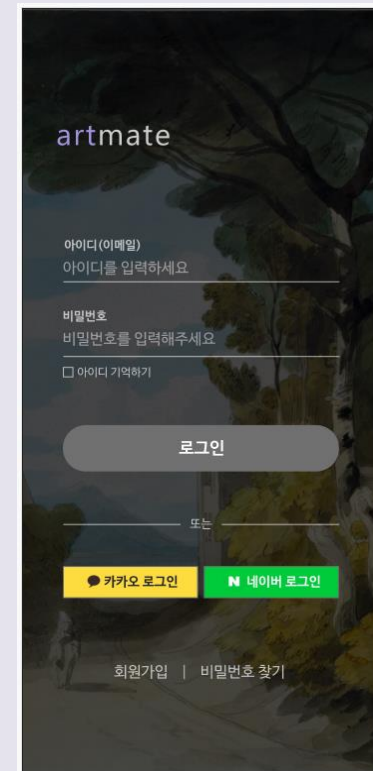 artmate
아이디(이메일)
아이디를 입력하세요
비밀번호
비밀번호를 입력해주세요
아이디 기억하기
로그인
또는
카카오 로그인
N 네이버 로그인
회원가입 | 비밀번호 찾기